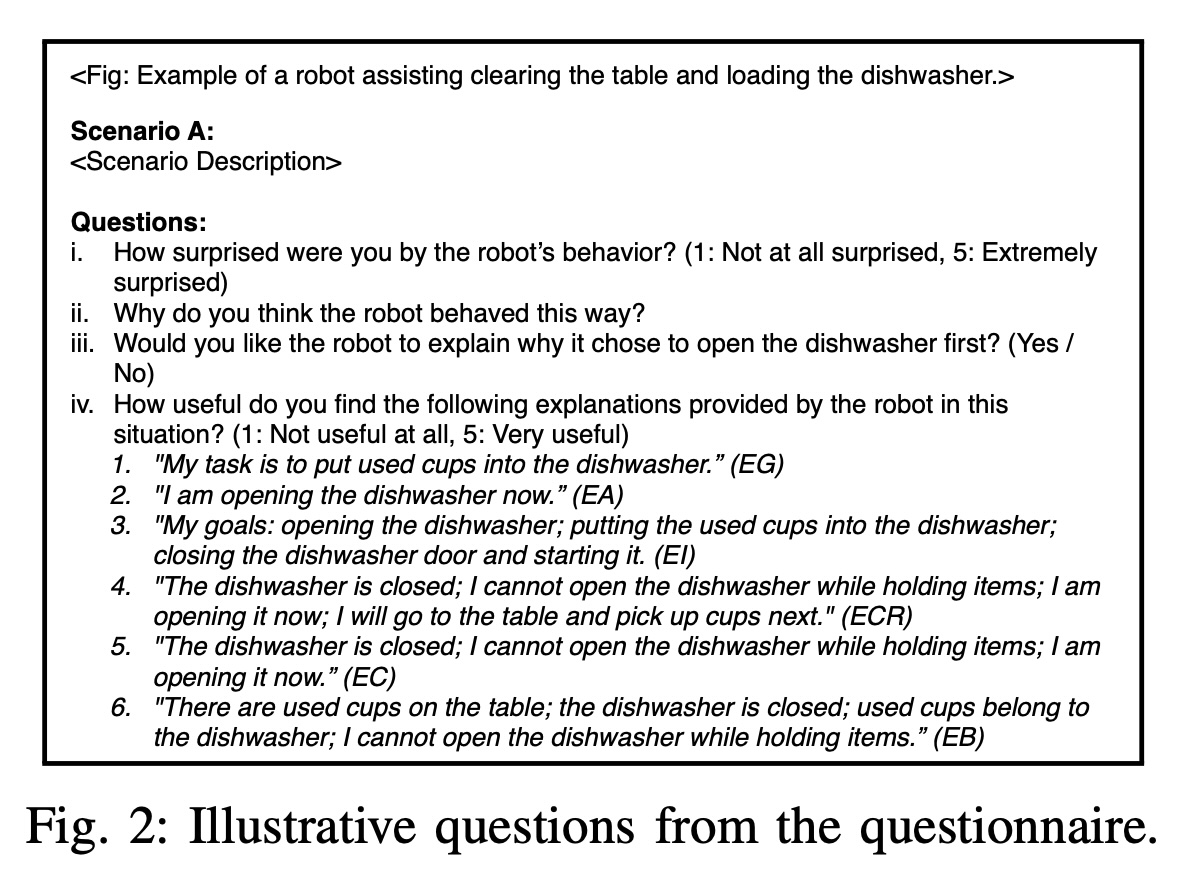 <Fig: Example of a robot assisting clearing the table and loading the dishwasher.>
Scenario A:
<Scenario Description>
Questions:
i. How surprised were you by the robot’s behavior? (1: Not at all surprised, 5: Extremely
surprised)
ii. Why do you think the robot behaved this way?
iii. Would you like the robot to explain why it chose to open the dishwasher first? (Yes /
No)
iv. How useful do you find the following explanations provided by the robot in this
situation? (1: Not useful at all, 5: Very useful)
1. "My task is to put used cups into the dishwasher.” (EG)
2. "I am opening the dishwasher now.” (EA)
3. "My goals: opening the dishwasher; putting the used cups into the dishwasher;
closing the dishwasher door and starting it. (EI)
4. "The dishwasher is closed; I cannot open the dishwasher while holding items; I am
opening it now; I will go to the table and pick up cups next." (ECR)
5. "The dishwasher is closed; I cannot open the dishwasher while holding items; I am
opening it now.” (EC)
6. "There are used cups on the table; the dishwasher is closed; used cups belong to
the dishwasher; I cannot open the dishwasher while holding items.” (EB)
Fig. 2: Illustrative questions from the questionnaire.